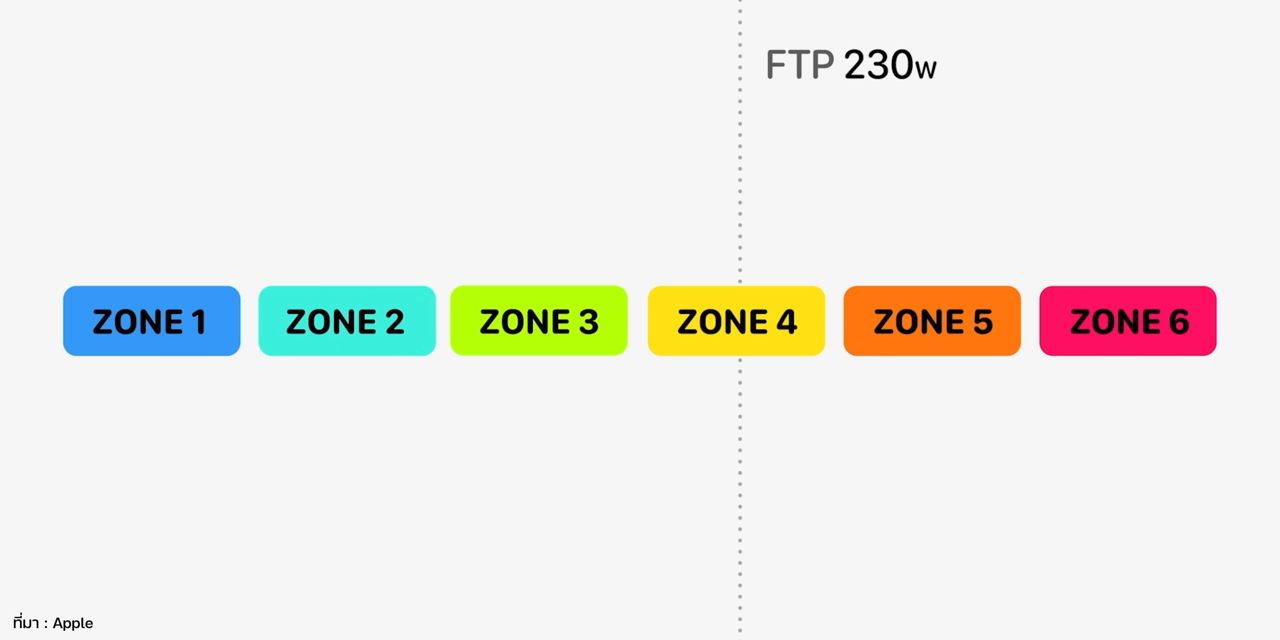 FTP 230W
ZONE 1
ZONE 2
ZONE 3
ZONE 4
ZONE 5
ZONE 6
ที่มา : Apple